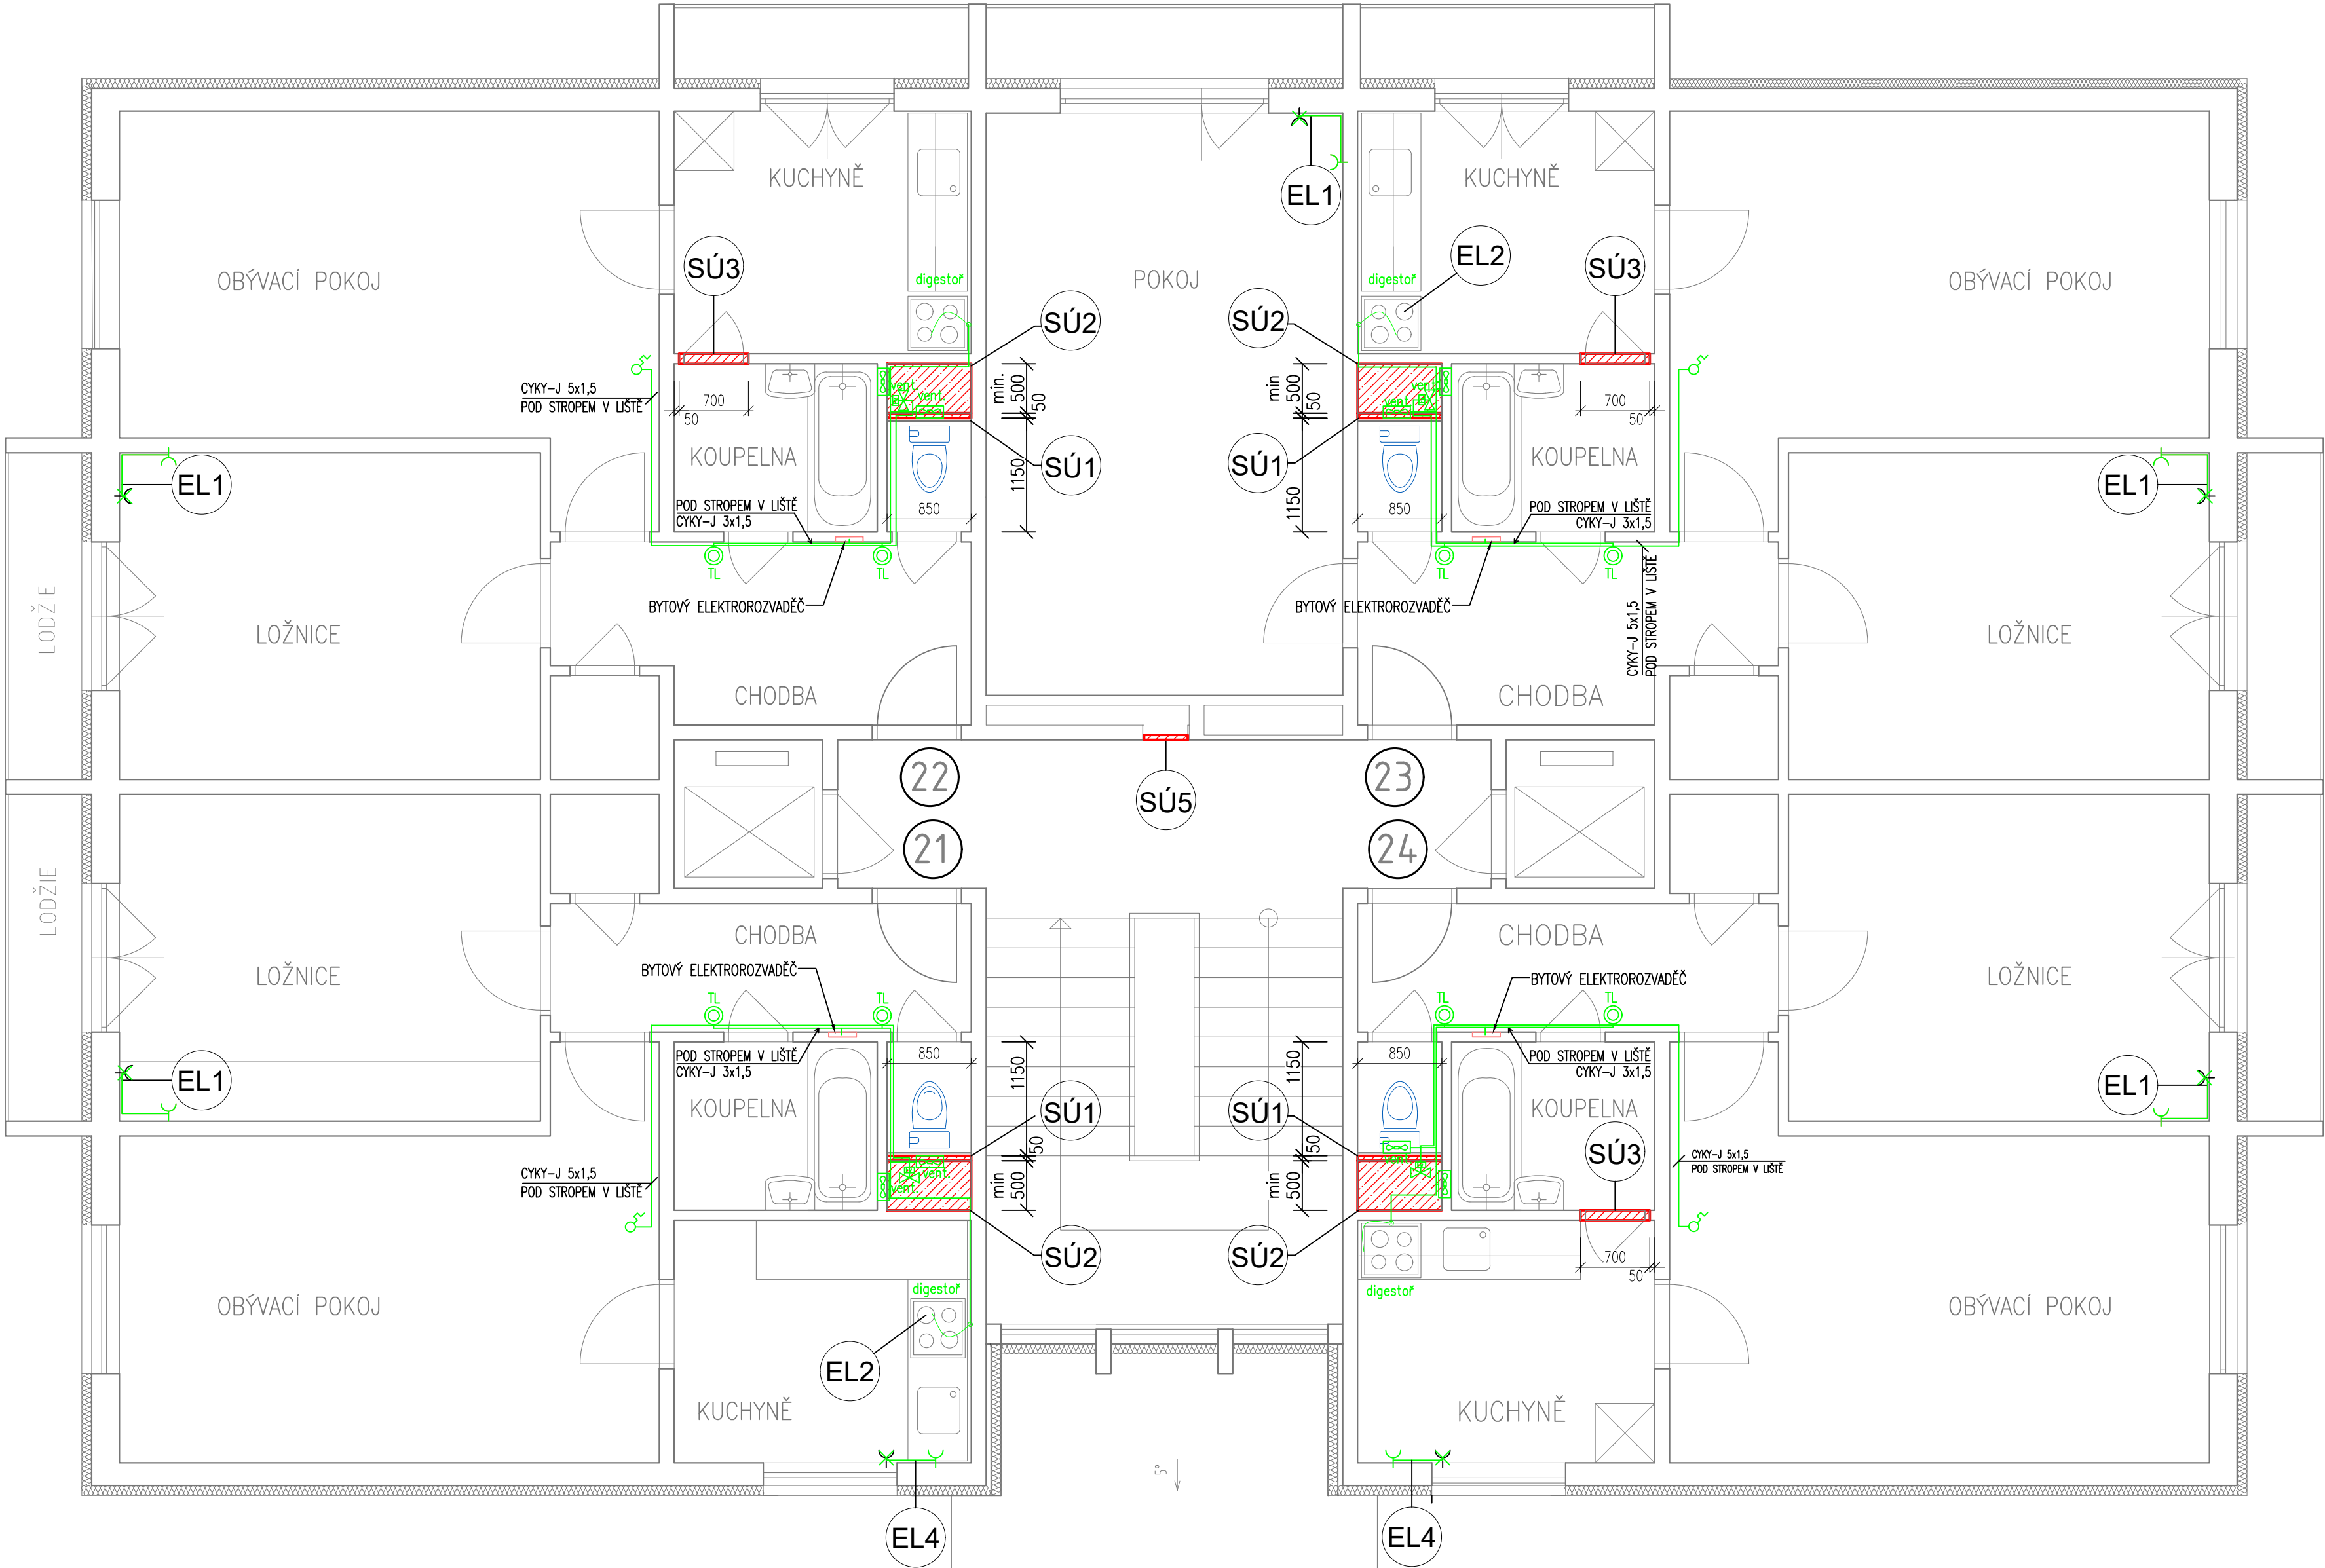 KUCHYNĚ
KUCHYNĚ
EL1
EL2
SÚ3
SÚ3
OBÝVACÍ POKOJ
POKOJ
OBÝVACÍ POKOJ
digestoř
digestoř
SÚ2
SÚ2
CYKY-J 5x1,5
POD STROPEM V LIŠTĚ
700
50
vent.
vent.
min.
500
50
min
500
50
vent.
vent.
700
50
KOUPELNA
SÚ1
SÚ1
KOUPELNA
EL1
EL1
1150
1150
POD STROPEM V LIŠTĚ
CYKY-J 3x1,5
850
850
POD STROPEM V LIŠTĚ
CYKY-J 3x1,5
TL
TL
TL
TL
BYTOVÝ ELEKTROROZVADĚČ
BYTOVÝ ELEKTROROZVADĚČ
CYKY-J 5x1,5
POD STROPEM V LIŠTĚ
LODŽIE
LOŽNICE
LOŽNICE
CHODBA
CHODBA
22
23
SÚ5
21
24
LODŽIE
LOŽNICE
CHODBA
CHODBA
LOŽNICE
BYTOVÝ ELEKTROROZVADĚČ
BYTOVÝ ELEKTROROZVADĚČ
TL
TL
TL
TL
POD STROPEM V LIŠTĚ
CYKY-J 3x1,5
850
850
POD STROPEM V LIŠTĚ
CYKY-J 3x1,5
1150
1150
EL1
EL1
KOUPELNA
SÚ1
SÚ1
KOUPELNA
50
50
SÚ3
CYKY-J 5x1,5
POD STROPEM V LIŠTĚ
vent.
vent.
min
500
min
500
CYKY-J 5x1,5
POD STROPEM V LIŠTĚ
SÚ2
SÚ2
700
50
digestoř
digestoř
OBÝVACÍ POKOJ
OBÝVACÍ POKOJ
EL2
KUCHYNĚ
KUCHYNĚ
5°
EL4
EL4